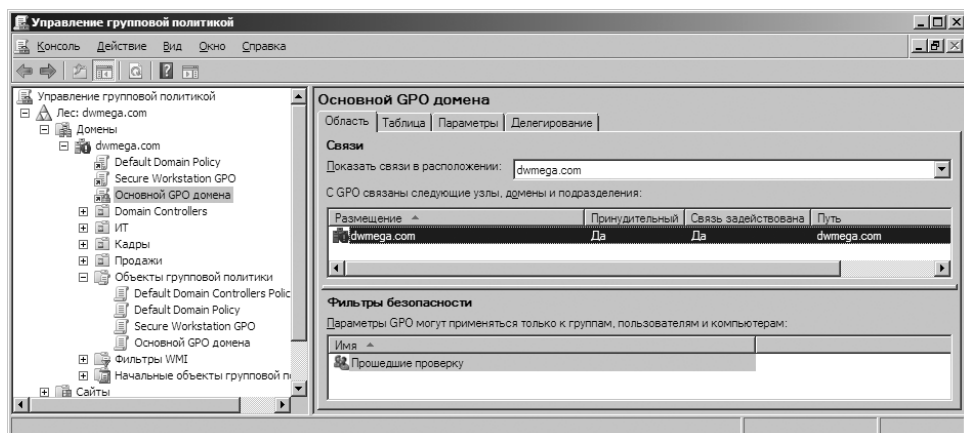 Управление групповой политикой
Консоль Действие Вид Окно Справка
Управление групповой политикой
Лес: dwmega.com
Домены
dwmega.com
Default Domain Policy
Secure Workstation GPO
Основной GPO домена
Domain Controllers
ИТ
Кадры
Продажи
Объекты групповой политики
Default Domain Controllers Polic
Default Domain Policy
Secure Workstation GPO
Основной GPO домена
Фильтры WMI
Начальные объекты групповой п
Сайты
Основной GPO домена
Область Таблица Параметры Делегирование
Связи
Показать связи в расположении: dwmega.com
С GPO связаны следующие узлы, домены и подразделения:
Размещение Принудительный Связь задействована Путь
dwmega.com Да Да dwmega.com
Фильтры безопасности
Параметры GPO могут применяться только к группам, пользователям и компьютерам:
Имя
Прошедшие проверку